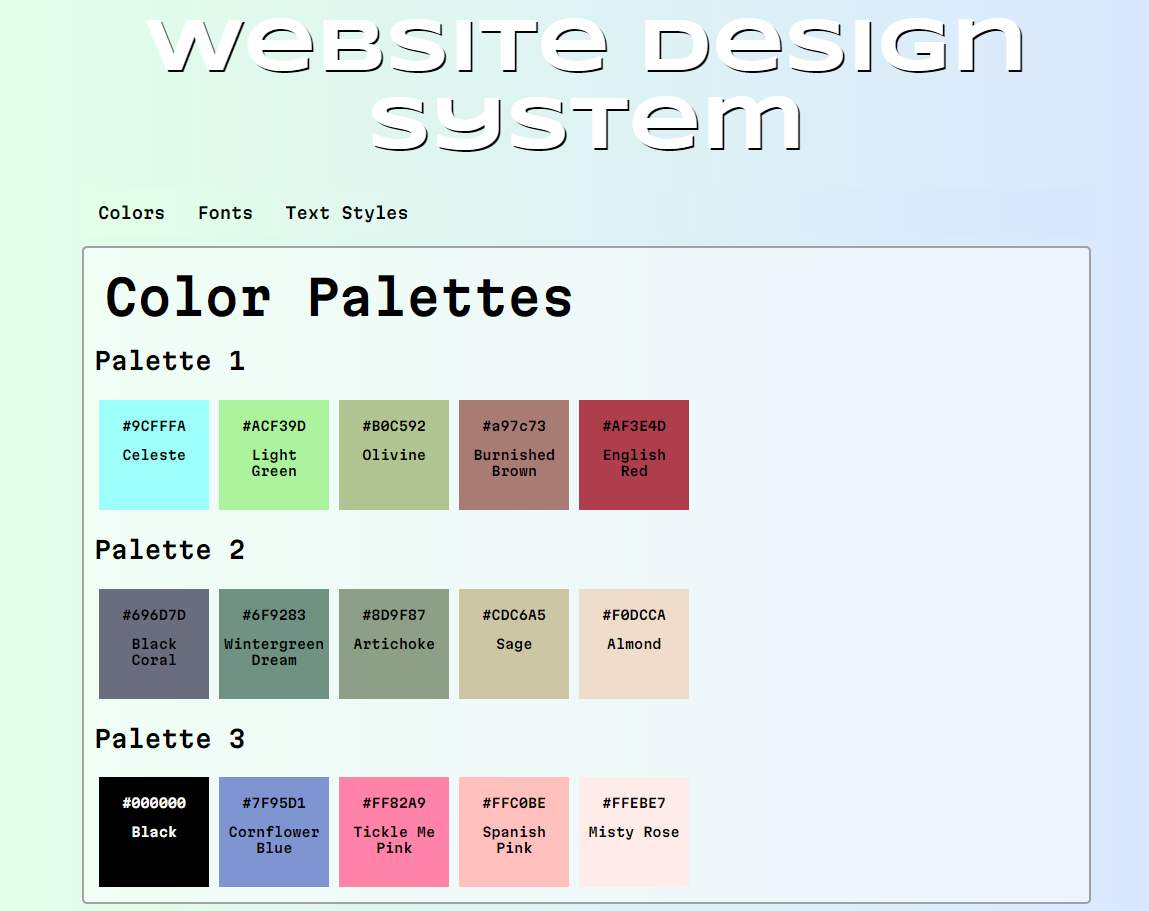 Website Design
System
Colors Fonts Text Styles
Color Palettes
Palette 1
#9CFFFA #ACF39D #B0C592 #a97c73 #AF3E4D
Celeste Light Olivine Burnished English
Green Brown Red
Palette 2
#696D7D #6F9283 #8D9F87 #CDC6A5 #F0DCCA
Black Wintergreen Artichoke Sage Almond
Coral Dream
Palette 3
#000000 #7F95D1 #FF82A9 #FFC0BE #FFEBE7
Black Cornflower Tickle Me Spanish Misty Rose
Blue Pink Pink